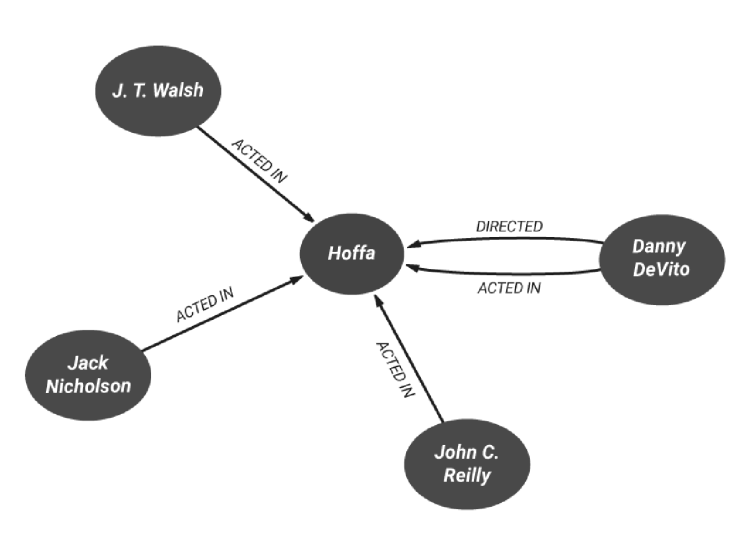 J. T. Walsh
ACTED IN
DIRECTED
Hoffa
Danny
DeVito
ACTED IN
ACTED IN
Jack
Nicholson
ACTED IN
John C.
Reilly